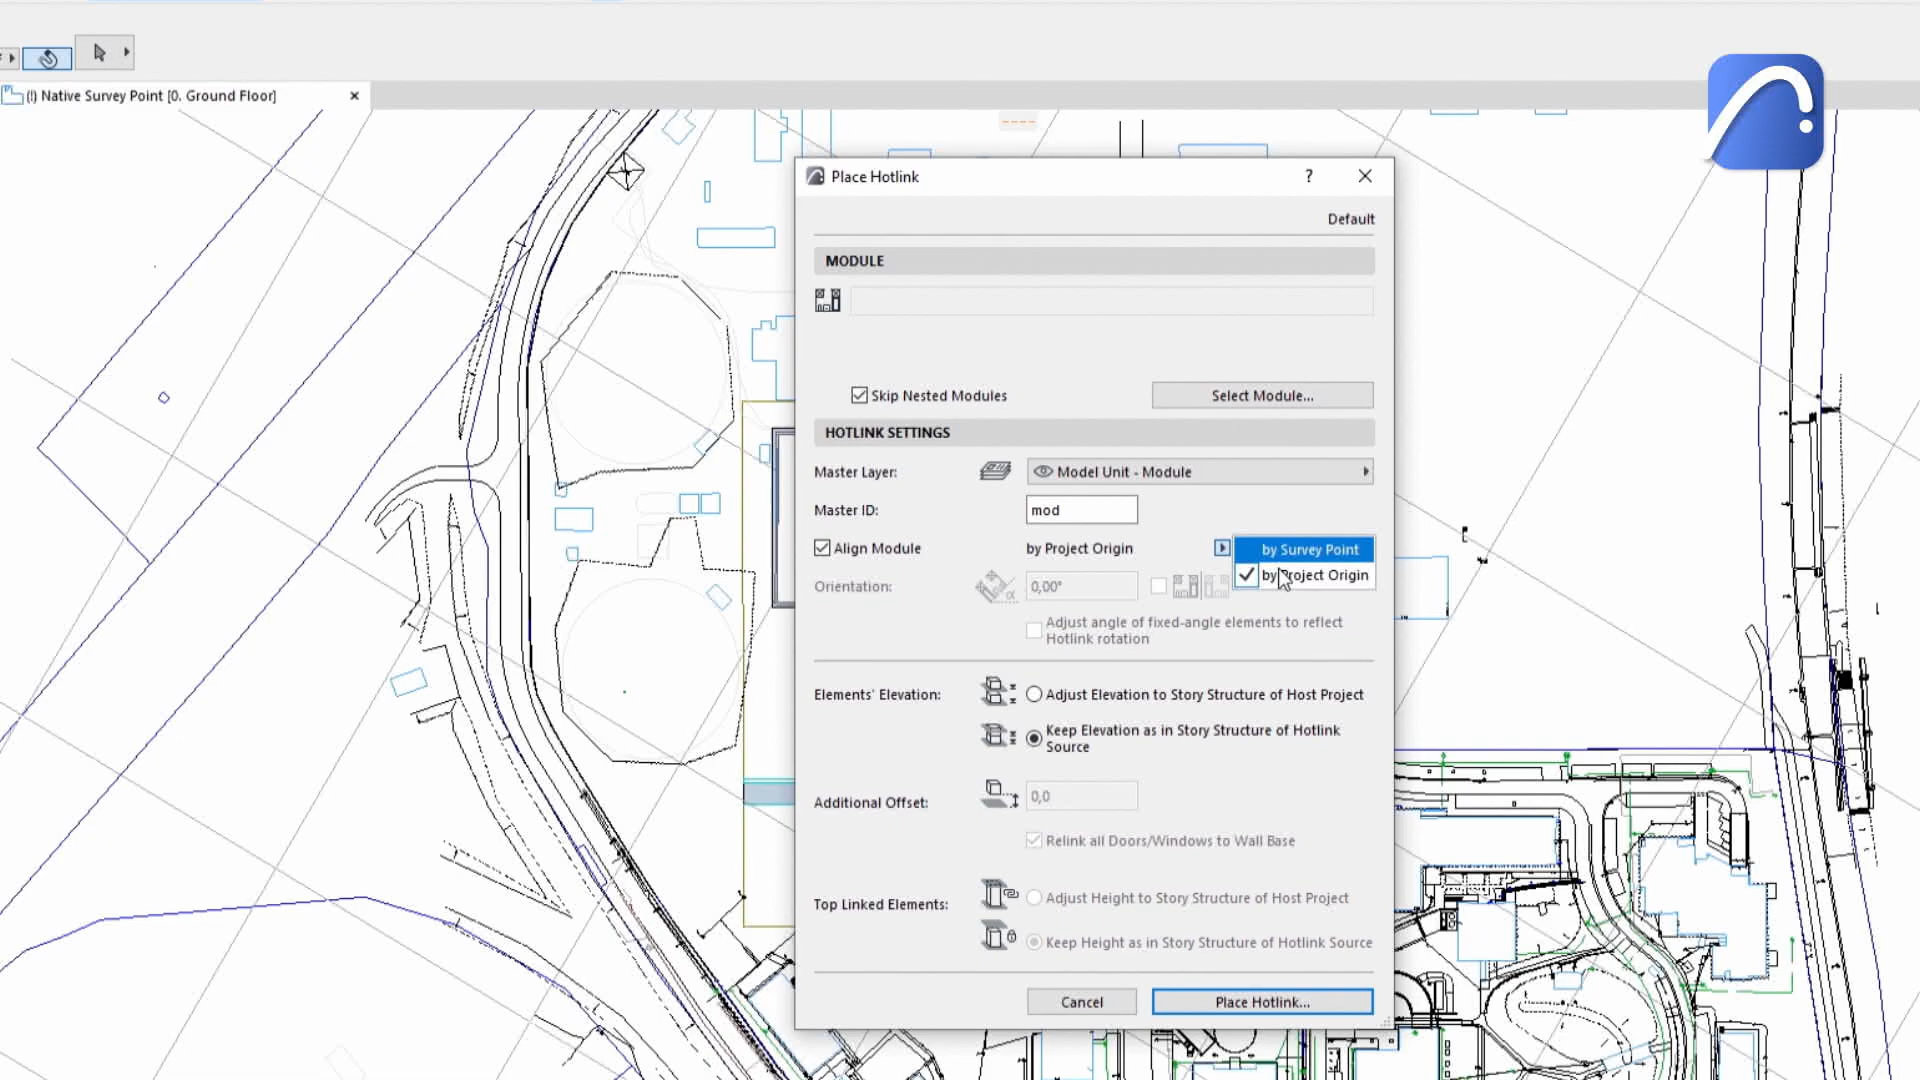 (!) Native Survey Point [0. Ground Floor]
Place Hotlink
?
Default
MODULE
Skip Nested Modules
Select Module...
HOTLINK SETTINGS
Master Layer:
Model Unit - Module
Master ID:
mod
Align Module
by Project Origin
by Survey Point
by Project Origin
Orientation:
0,00°
Adjust angle of fixed-angle elements to reflect
Hotlink rotation
Elements' Elevation:
Adjust Elevation to Story Structure of Host Project
Keep Elevation as in Story Structure of Hotlink
Source
Additional Offset:
0,0
Relink all Doors/Windows to Wall Base
Top Linked Elements:
Adjust Height to Story Structure of Host Project
Keep Height as in Story Structure of Hotlink Source
Cancel
Place Hotlink...